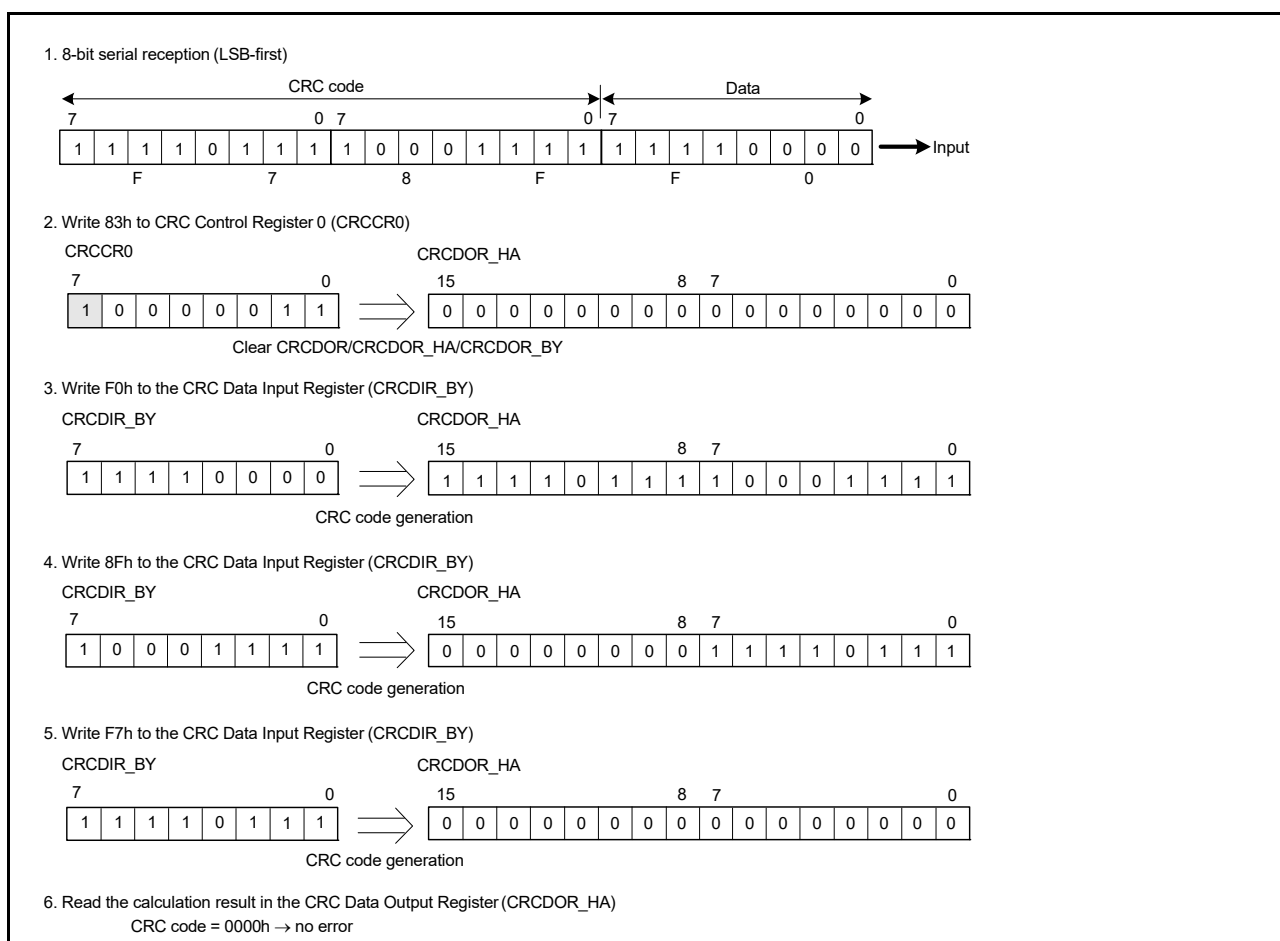 1. 8-bit serial reception (LSB-first)
CRC code Data
7 0 7 0 7 0
1 1 1 1 0 1 1 1 1 0 0 0 1 1 1 1 1 1 1 1 0 0 0 0 Input
F 7 8 F F 0
2. Write 83h to CRC Control Register 0 (CRCCR0)
CRCCR0 CRCDOR_HA
7 0 15 8 7 0
1 0 0 0 0 0 1 1 0 0 0 0 0 0 0 0 0 0 0 0 0 0 0 0
Clear CRCDOR/CRCDOR_HA/CRCDOR_BY
3. Write F0h to the CRC Data Input Register (CRCDIR_BY)
CRCDIR_BY CRCDOR_HA
7 0 15 8 7 0
1 1 1 1 0 0 0 0 1 1 1 1 0 1 1 1 1 0 0 0 1 1 1 1
CRC code generation
4. Write 8Fh to the CRC Data Input Register (CRCDIR_BY)
CRCDIR_BY CRCDOR_HA
7 0 15 8 7 0
1 0 0 0 1 1 1 1 0 0 0 0 0 0 0 0 1 1 1 1 0 1 1 1
CRC code generation
5. Write F7h to the CRC Data Input Register (CRCDIR_BY)
CRCDIR_BY CRCDOR_HA
7 0 15 8 7 0
1 1 1 1 0 1 1 1 0 0 0 0 0 0 0 0 0 0 0 0 0 0 0 0
CRC code generation
6. Read the calculation result in the CRC Data Output Register (CRCDOR_HA)
CRC code = 0000h → no error